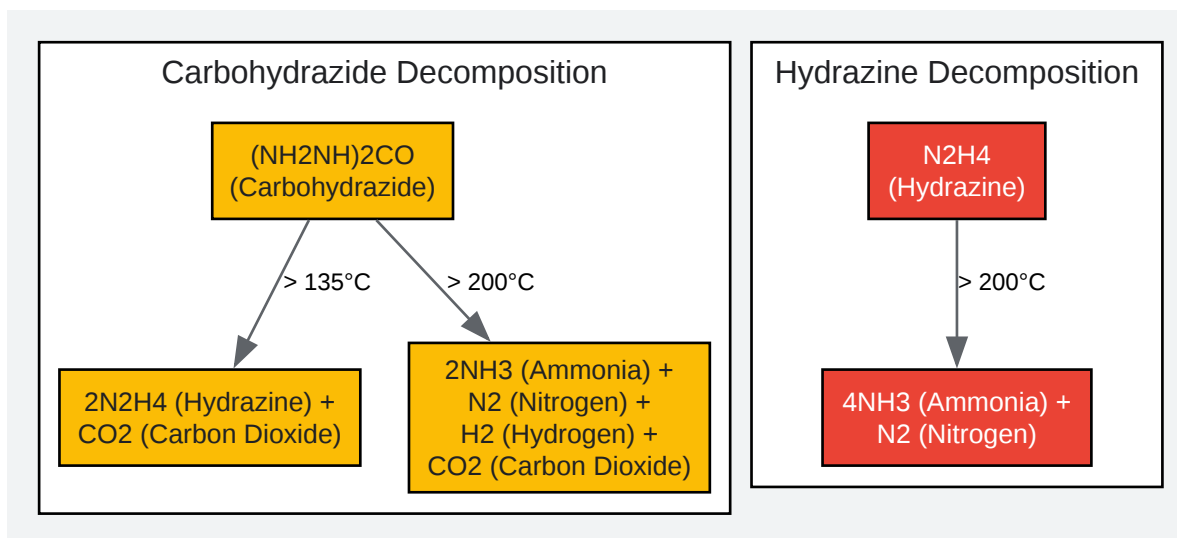 Carbohydrazide Decomposition
(NH2NH)2CO
(Carbohydrazide)
> 135°C
> 200°C
2N2H4 (Hydrazine) +
CO2 (Carbon Dioxide)
2NH3 (Ammonia) +
N2 (Nitrogen) +
H2 (Hydrogen) +
CO2 (Carbon Dioxide)
Hydrazine Decomposition
N2H4
(Hydrazine)
> 200°C
4NH3 (Ammonia) +
N2 (Nitrogen)